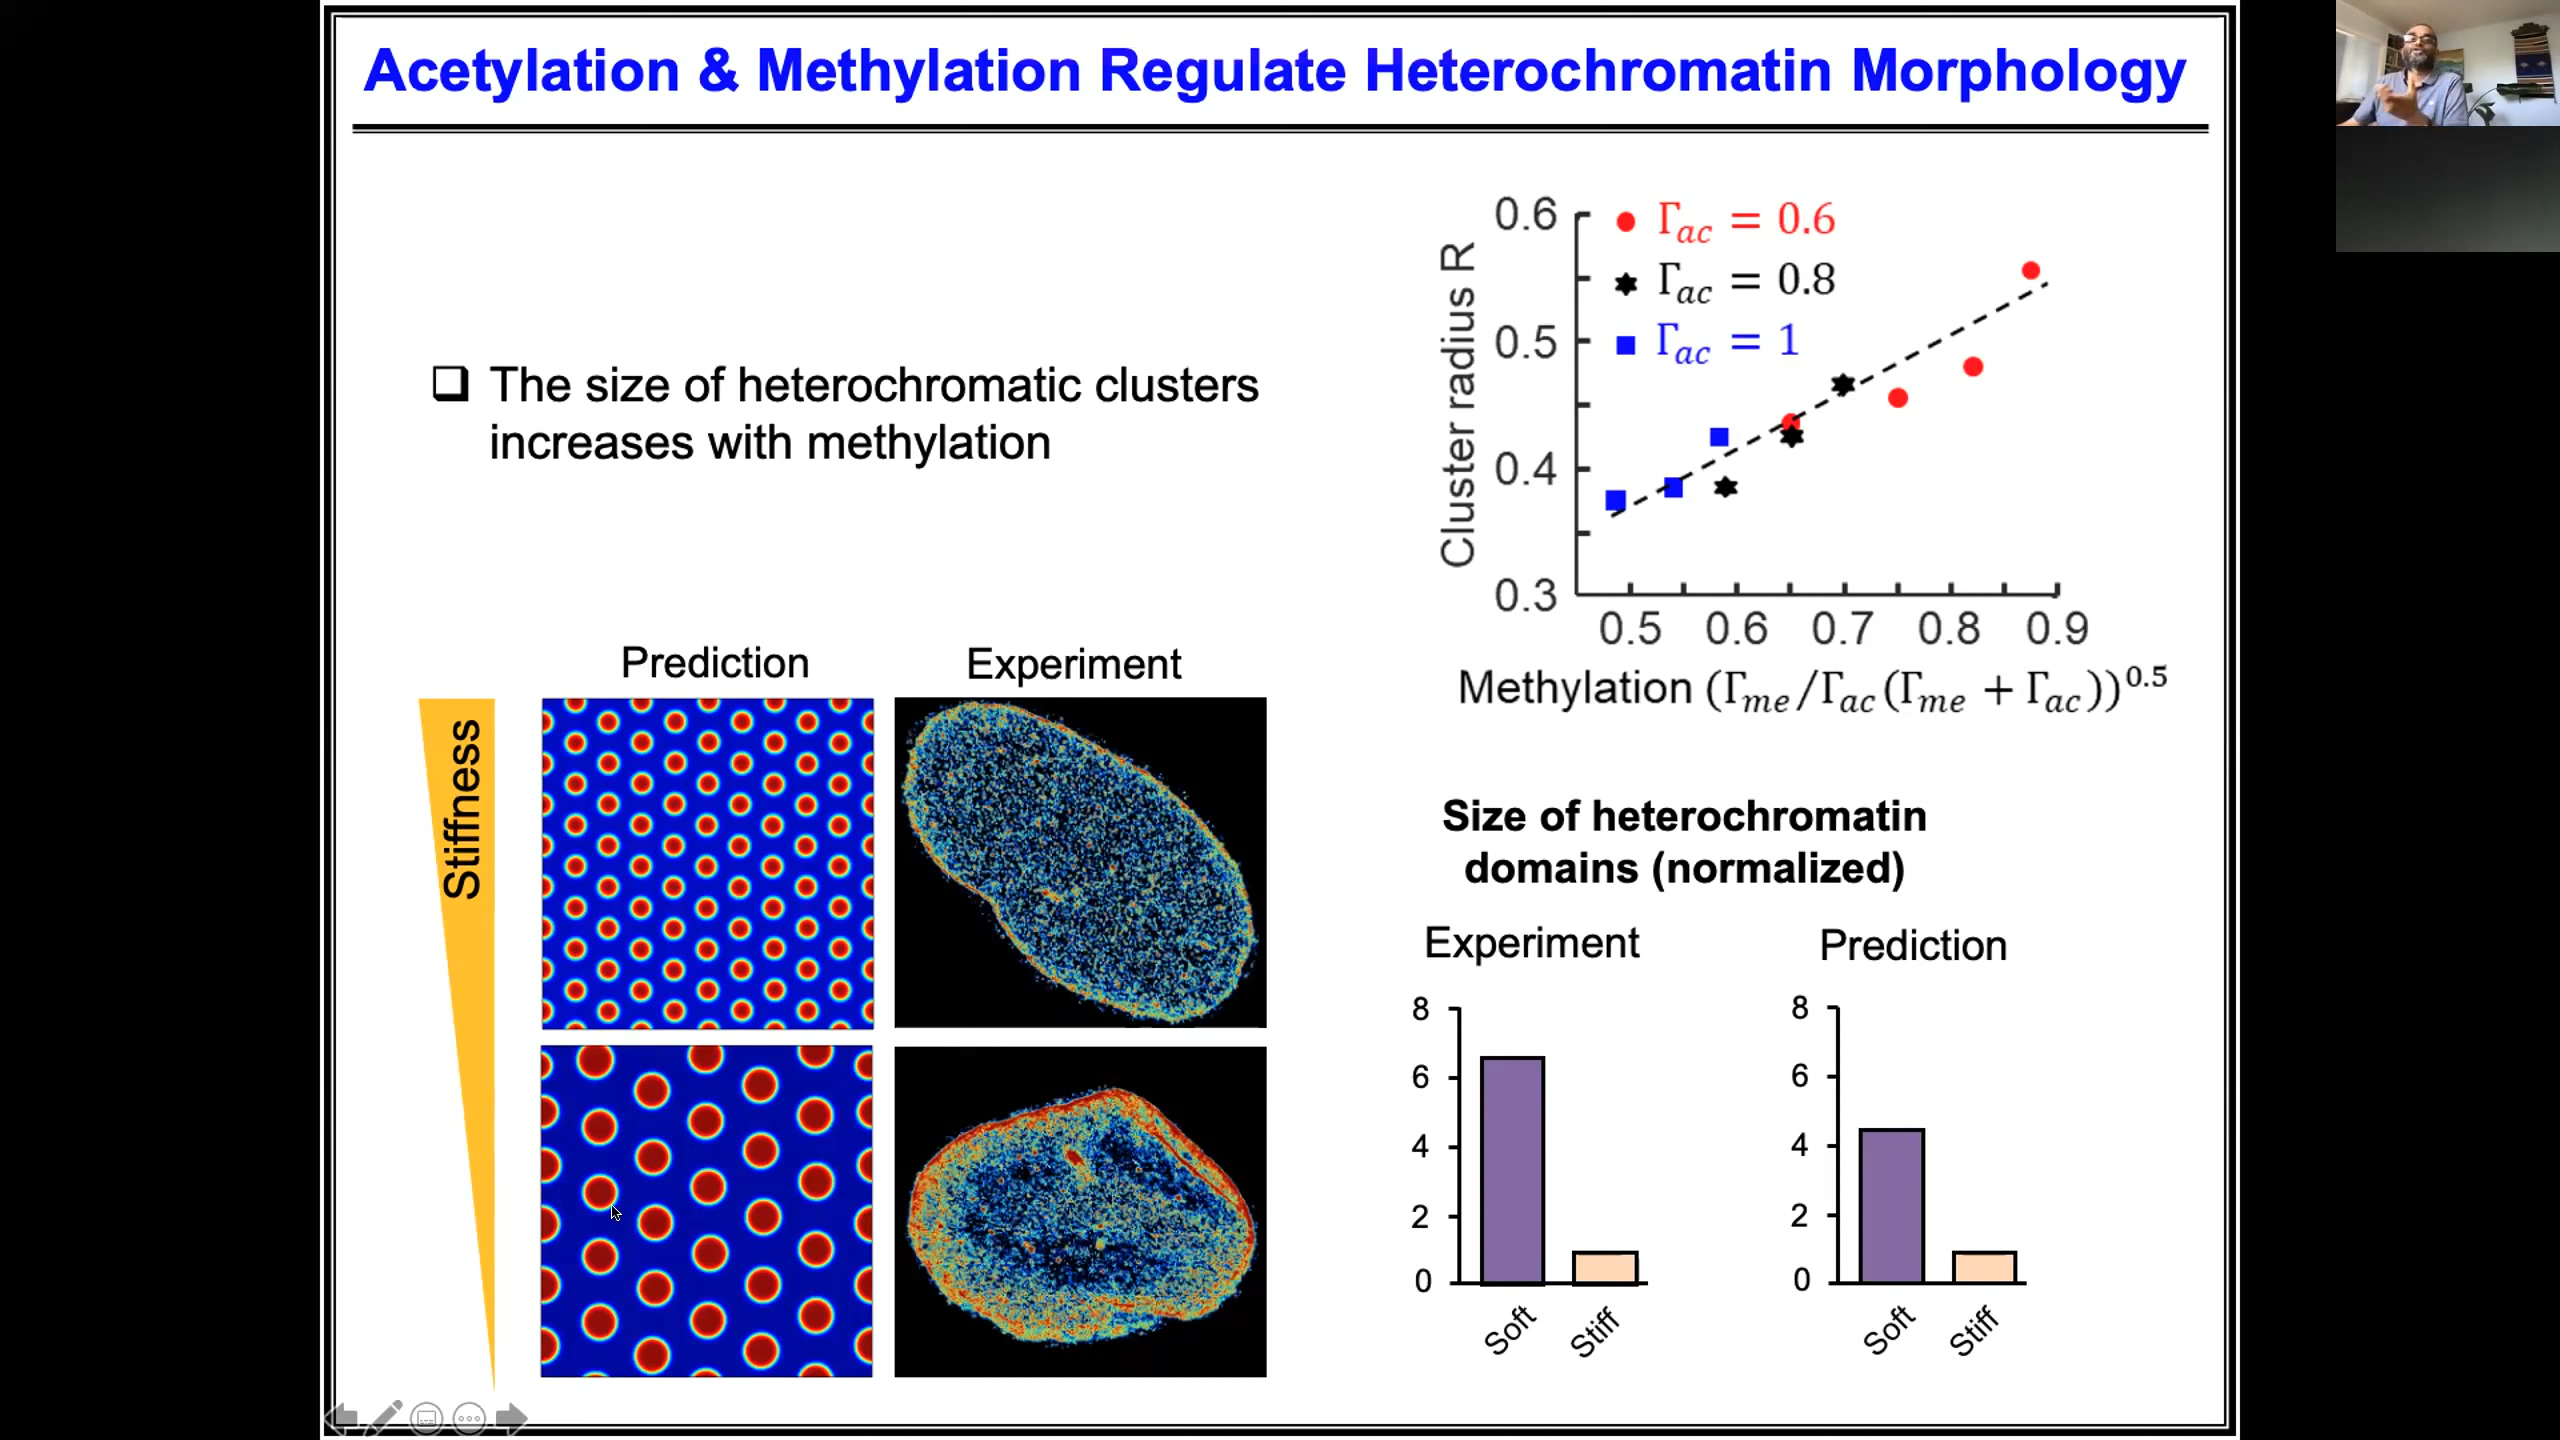 Acetylation & Methylation Regulate Heterochromatin Morphology
❑ The size of heterochromatic clusters
increases with methylation
Cluster radius R
0.6
0.5
0.4
0.3
Γac = 0.6
Γac = 0.8
Γac = 1
0.5 0.6 0.7 0.8 0.9
Methylation (Γme/Γac(Γme + Γac))^0.5
Prediction
Experiment
Stiffness
Size of heterochromatin
domains (normalized)
Experiment
8
6
4
2
0
Soft
Stiff
Prediction
8
6
4
2
0
Soft
Stiff